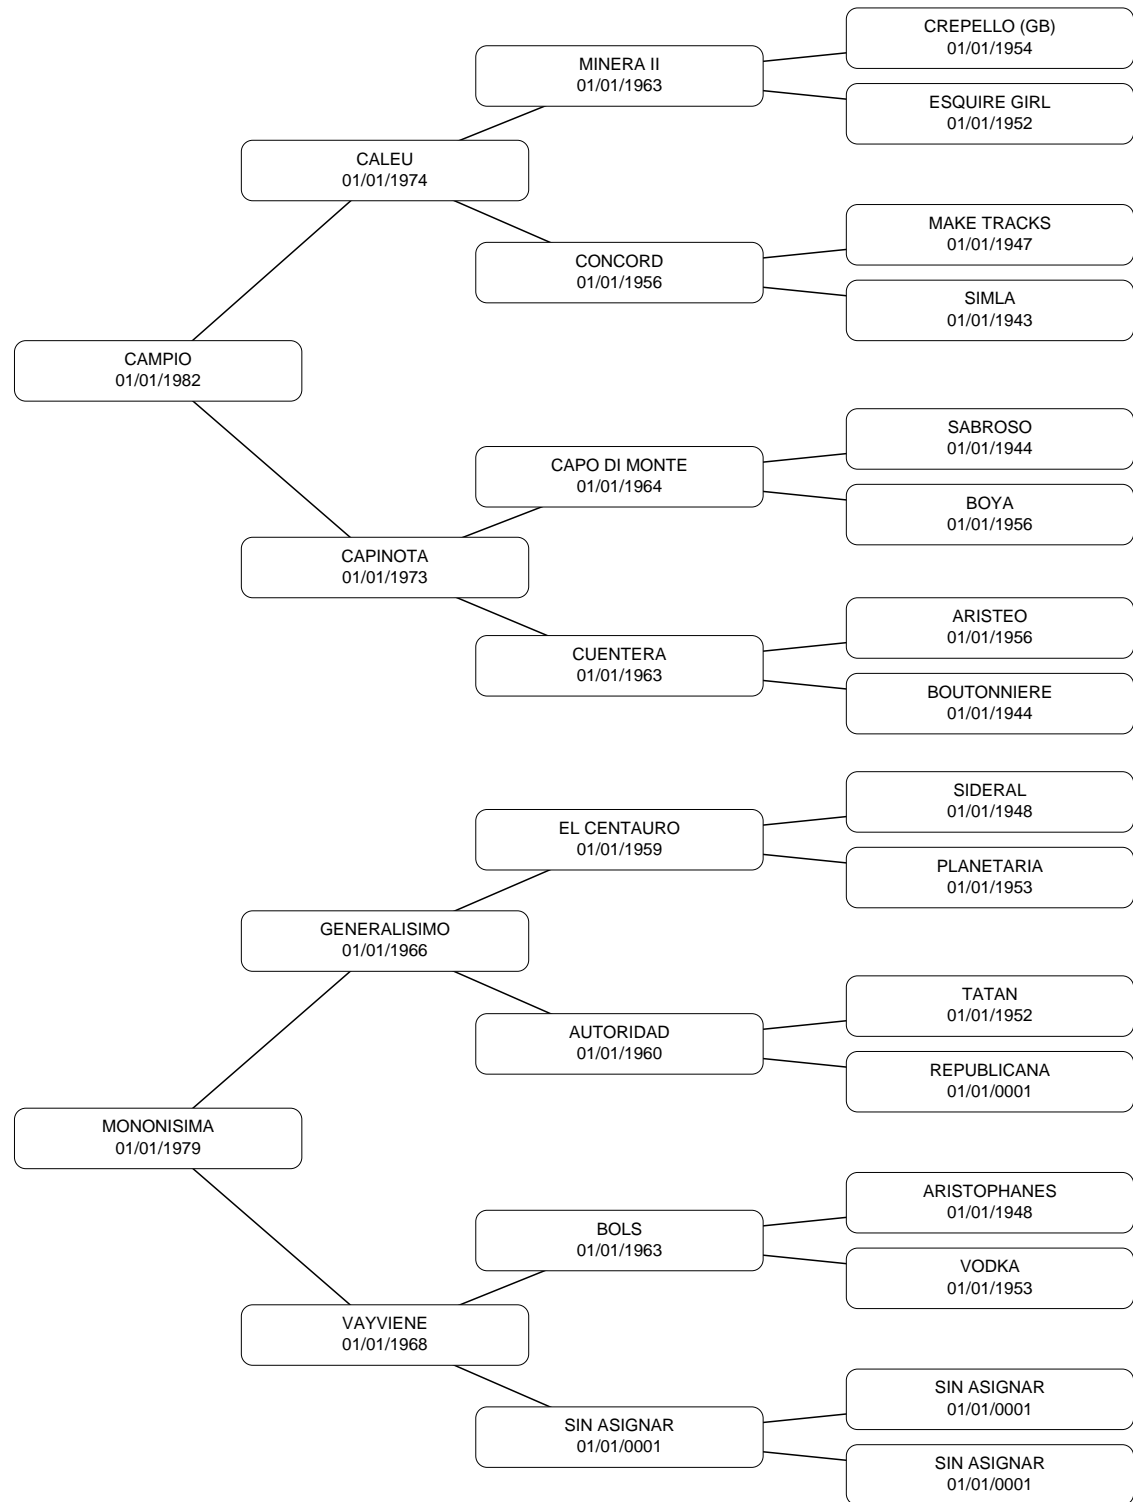 CREPELLO (GB)
01/01/1954
MINERA II
01/01/1963
ESQUIRE GIRL
01/01/1952
CALEU
01/01/1974
MAKE TRACKS
01/01/1947
CONCORD
01/01/1956
SIMLA
01/01/1943
CAMPIO
01/01/1982
SABROSO
01/01/1944
CAPO DI MONTE
01/01/1964
BOYA
01/01/1956
CAPINOTA
01/01/1973
ARISTEO
01/01/1956
CUENTERA
01/01/1963
BOUTONNIERE
01/01/1944
SIDERAL
01/01/1948
EL CENTAURO
01/01/1959
PLANETARIA
01/01/1953
GENERALISIMO
01/01/1966
TATAN
01/01/1952
AUTORIDAD
01/01/1960
REPUBLICANA
01/01/0001
MONONISIMA
01/01/1979
ARISTOPHANES
01/01/1948
BOLS
01/01/1963
VODKA
01/01/1953
VAYVIENE
01/01/1968
SIN ASIGNAR
01/01/0001
SIN ASIGNAR
01/01/0001
SIN ASIGNAR
01/01/0001